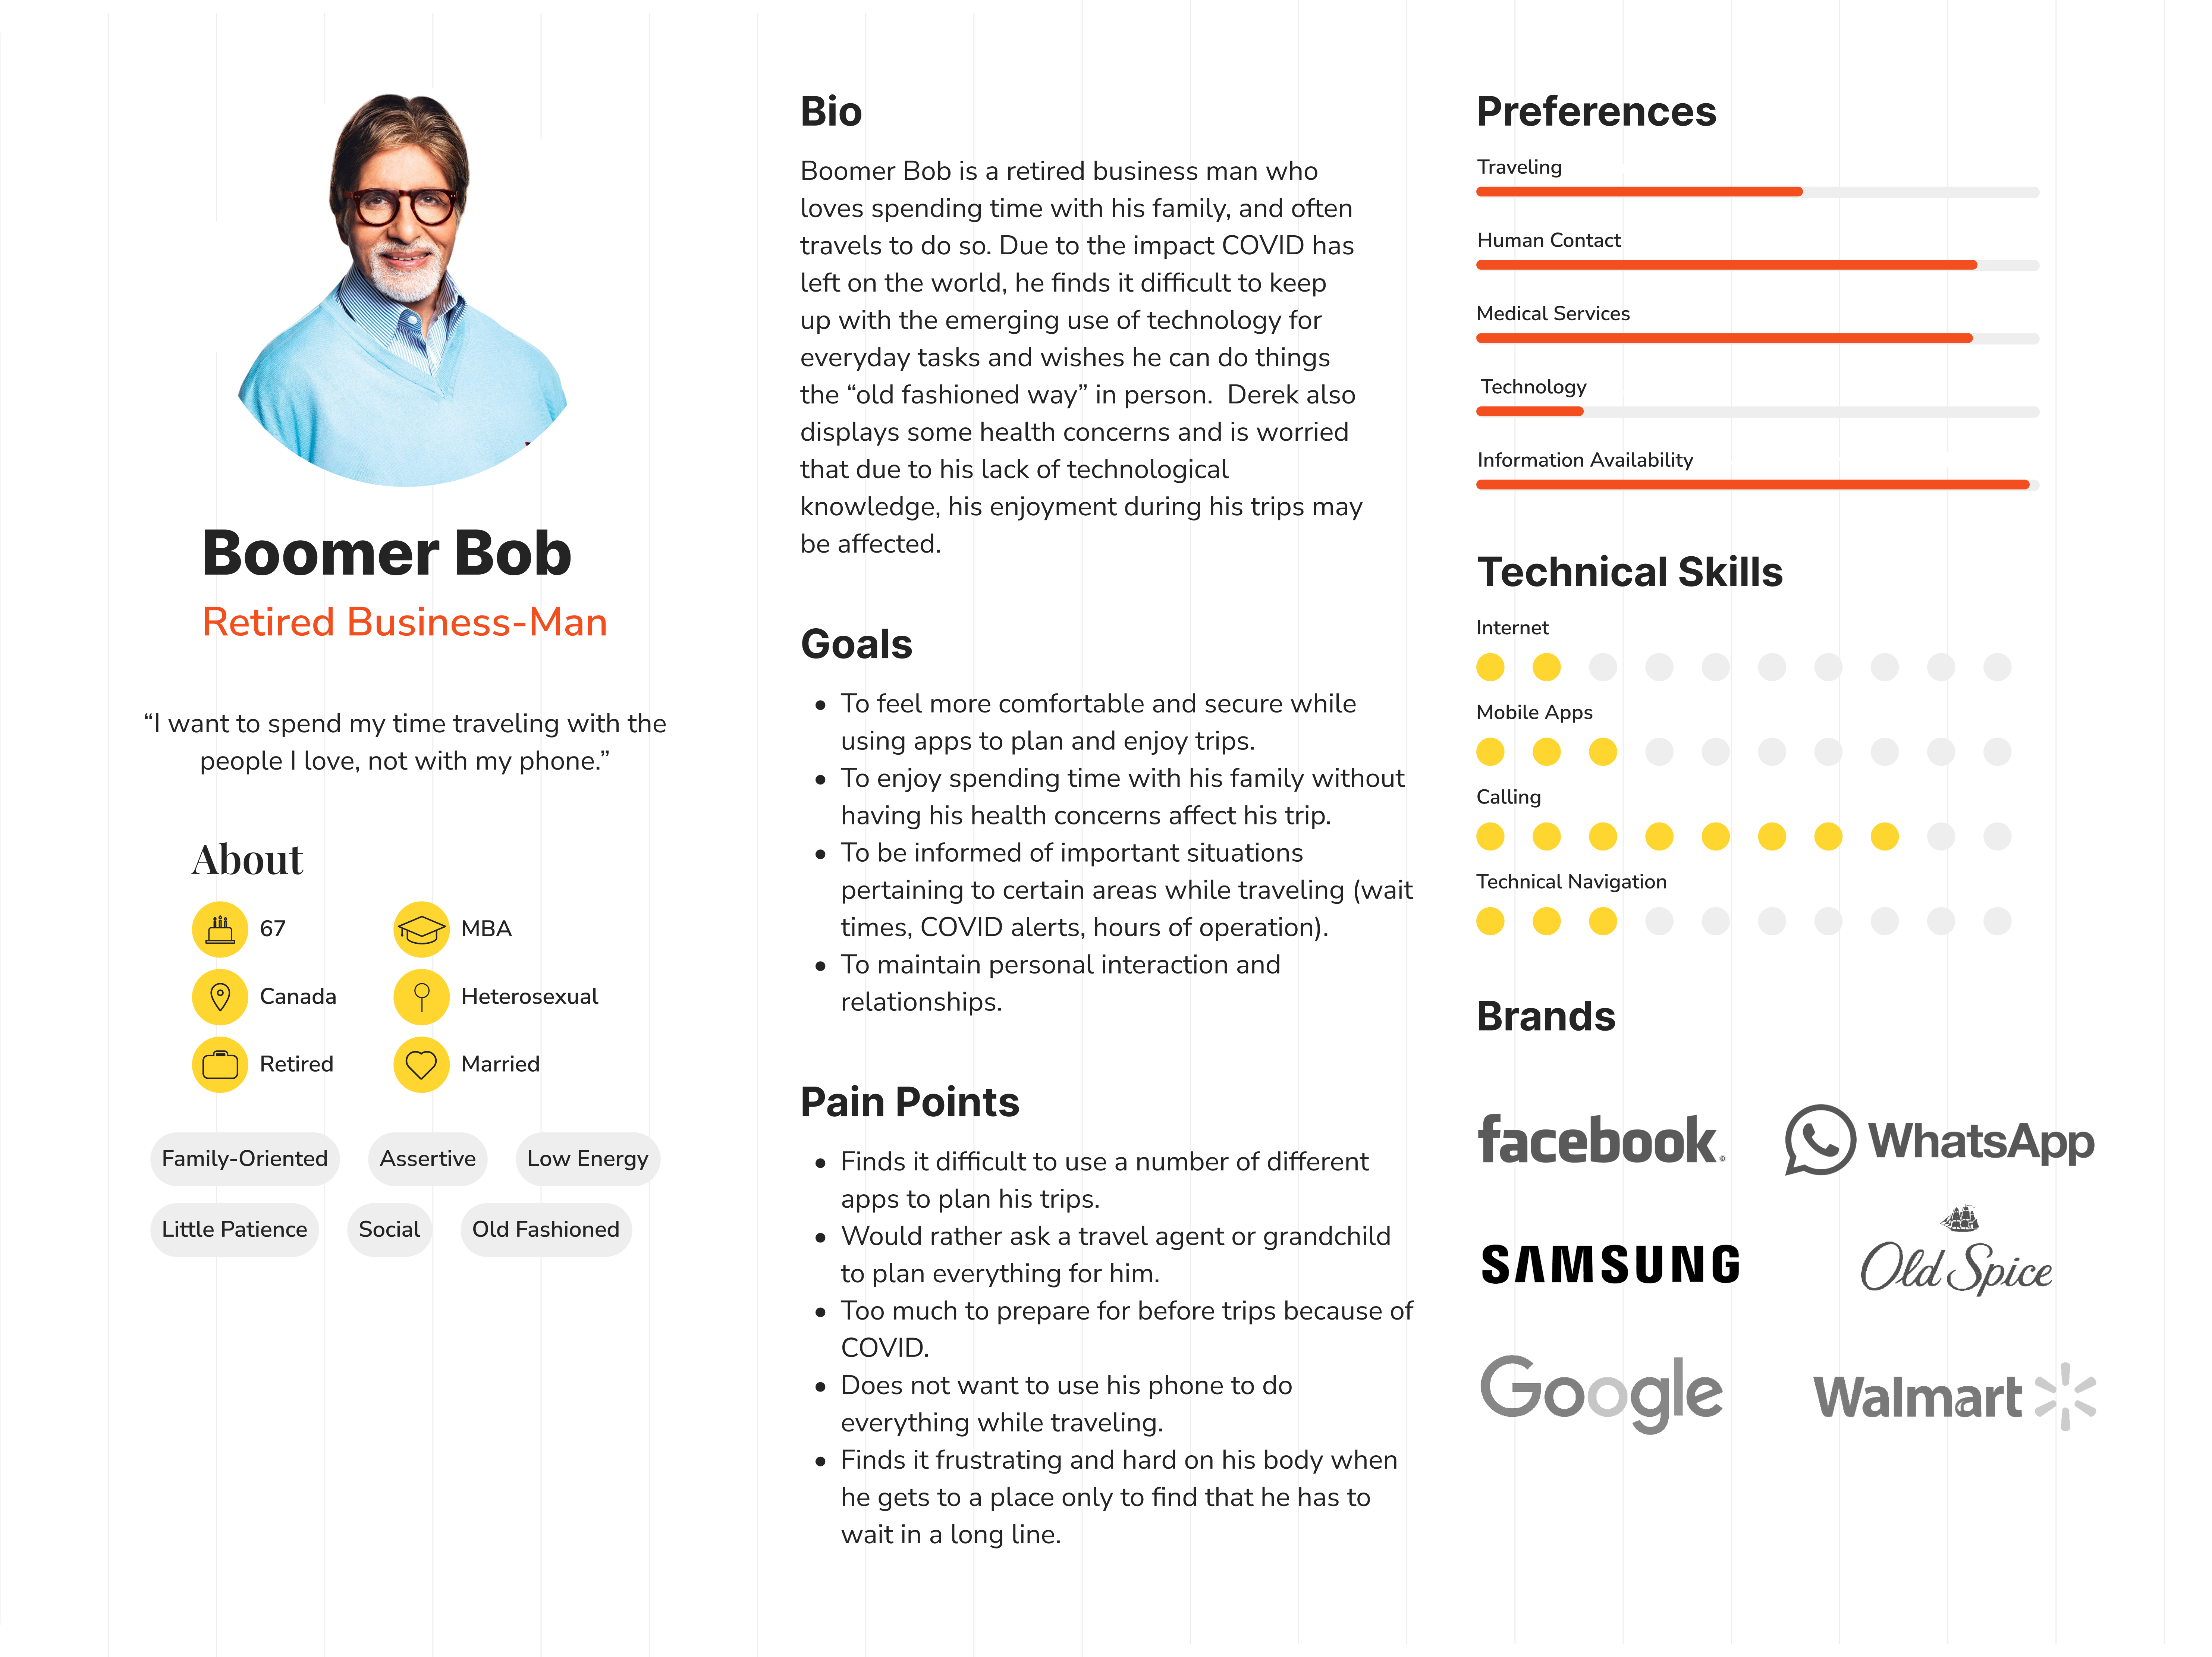 Boomer Bob
Retired Business-Man
“I want to spend my time traveling with the
people I love, not with my phone.”
About
67
MBA
Canada
Heterosexual
Retired
Married
Family-Oriented
Assertive
Low Energy
Little Patience
Social
Old Fashioned
Bio
Boomer Bob is a retired business man who
loves spending time with his family, and often
travels to do so. Due to the impact COVID has
left on the world, he finds it difficult to keep
up with the emerging use of technology for
everyday tasks and wishes he can do things
the “old fashioned way” in person.  Derek also
displays some health concerns and is worried
that due to his lack of technological
knowledge, his enjoyment during his trips may
be affected.
Goals
• To feel more comfortable and secure while
using apps to plan and enjoy trips.
• To enjoy spending time with his family without
having his health concerns affect his trip.
• To be informed of important situations
pertaining to certain areas while traveling (wait
times, COVID alerts, hours of operation).
• To maintain personal interaction and
relationships.
Pain Points
• Finds it difficult to use a number of different
apps to plan his trips.
• Would rather ask a travel agent or grandchild
to plan everything for him.
• Too much to prepare for before trips because of
COVID.
• Does not want to use his phone to do
everything while traveling.
• Finds it frustrating and hard on his body when
he gets to a place only to find that he has to
wait in a long line.
Preferences
Traveling
Human Contact
Medical Services
Technology
Information Availability
Technical Skills
Internet
Mobile Apps
Calling
Technical Navigation
Brands
facebook®
WhatsApp
SAMSUNG
Old Spice
Google
Walmart